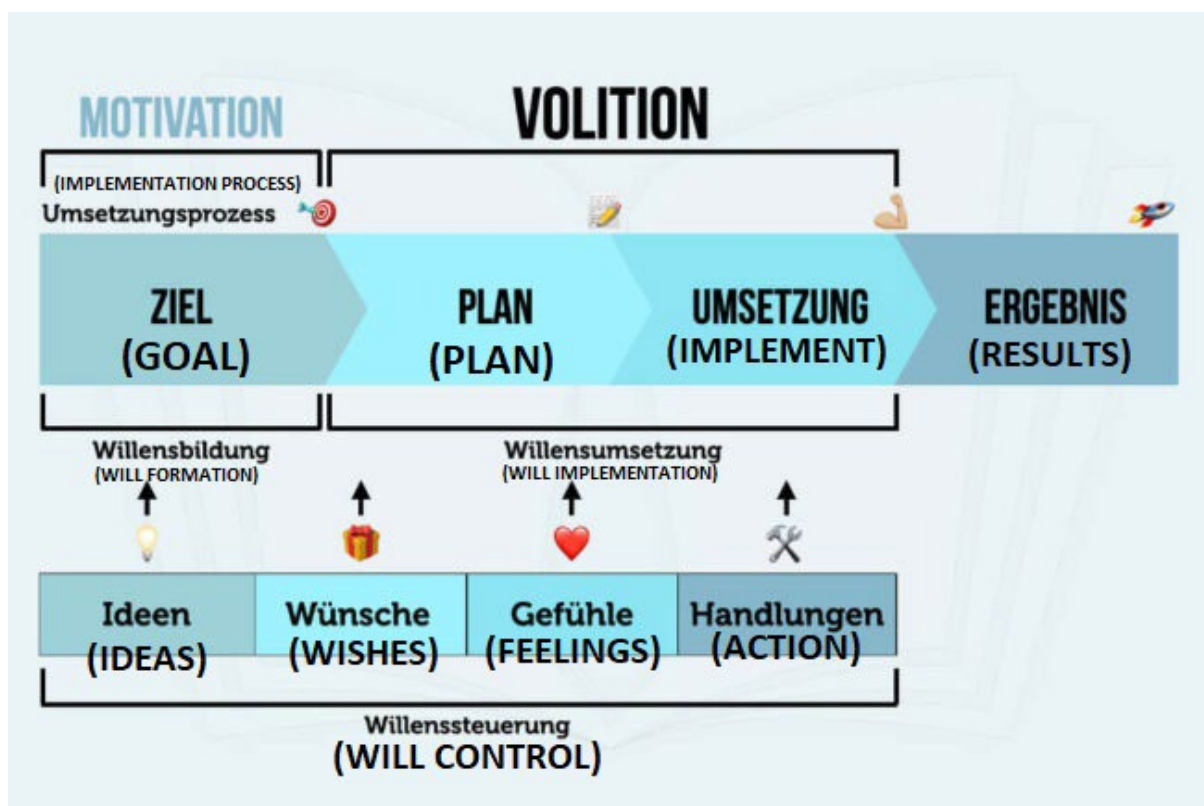 MOTIVATION
VOLITION
(IMPLEMENTATION PROCESS)
Umsetzungsprozess
ZIEL
(GOAL)
PLAN
(PLAN)
UMSETZUNG
(IMPLEMENT)
ERGEBNIS
(RESULTS)
Willensbildung
(WILL FORMATION)
Willensumsetzung
(WILL IMPLEMENTATION)
Ideen
(IDEAS)
Wünsche
(WISHES)
Gefühle
(FEELINGS)
Handlungen
(ACTION)
Willenssteuerung
(WILL CONTROL)